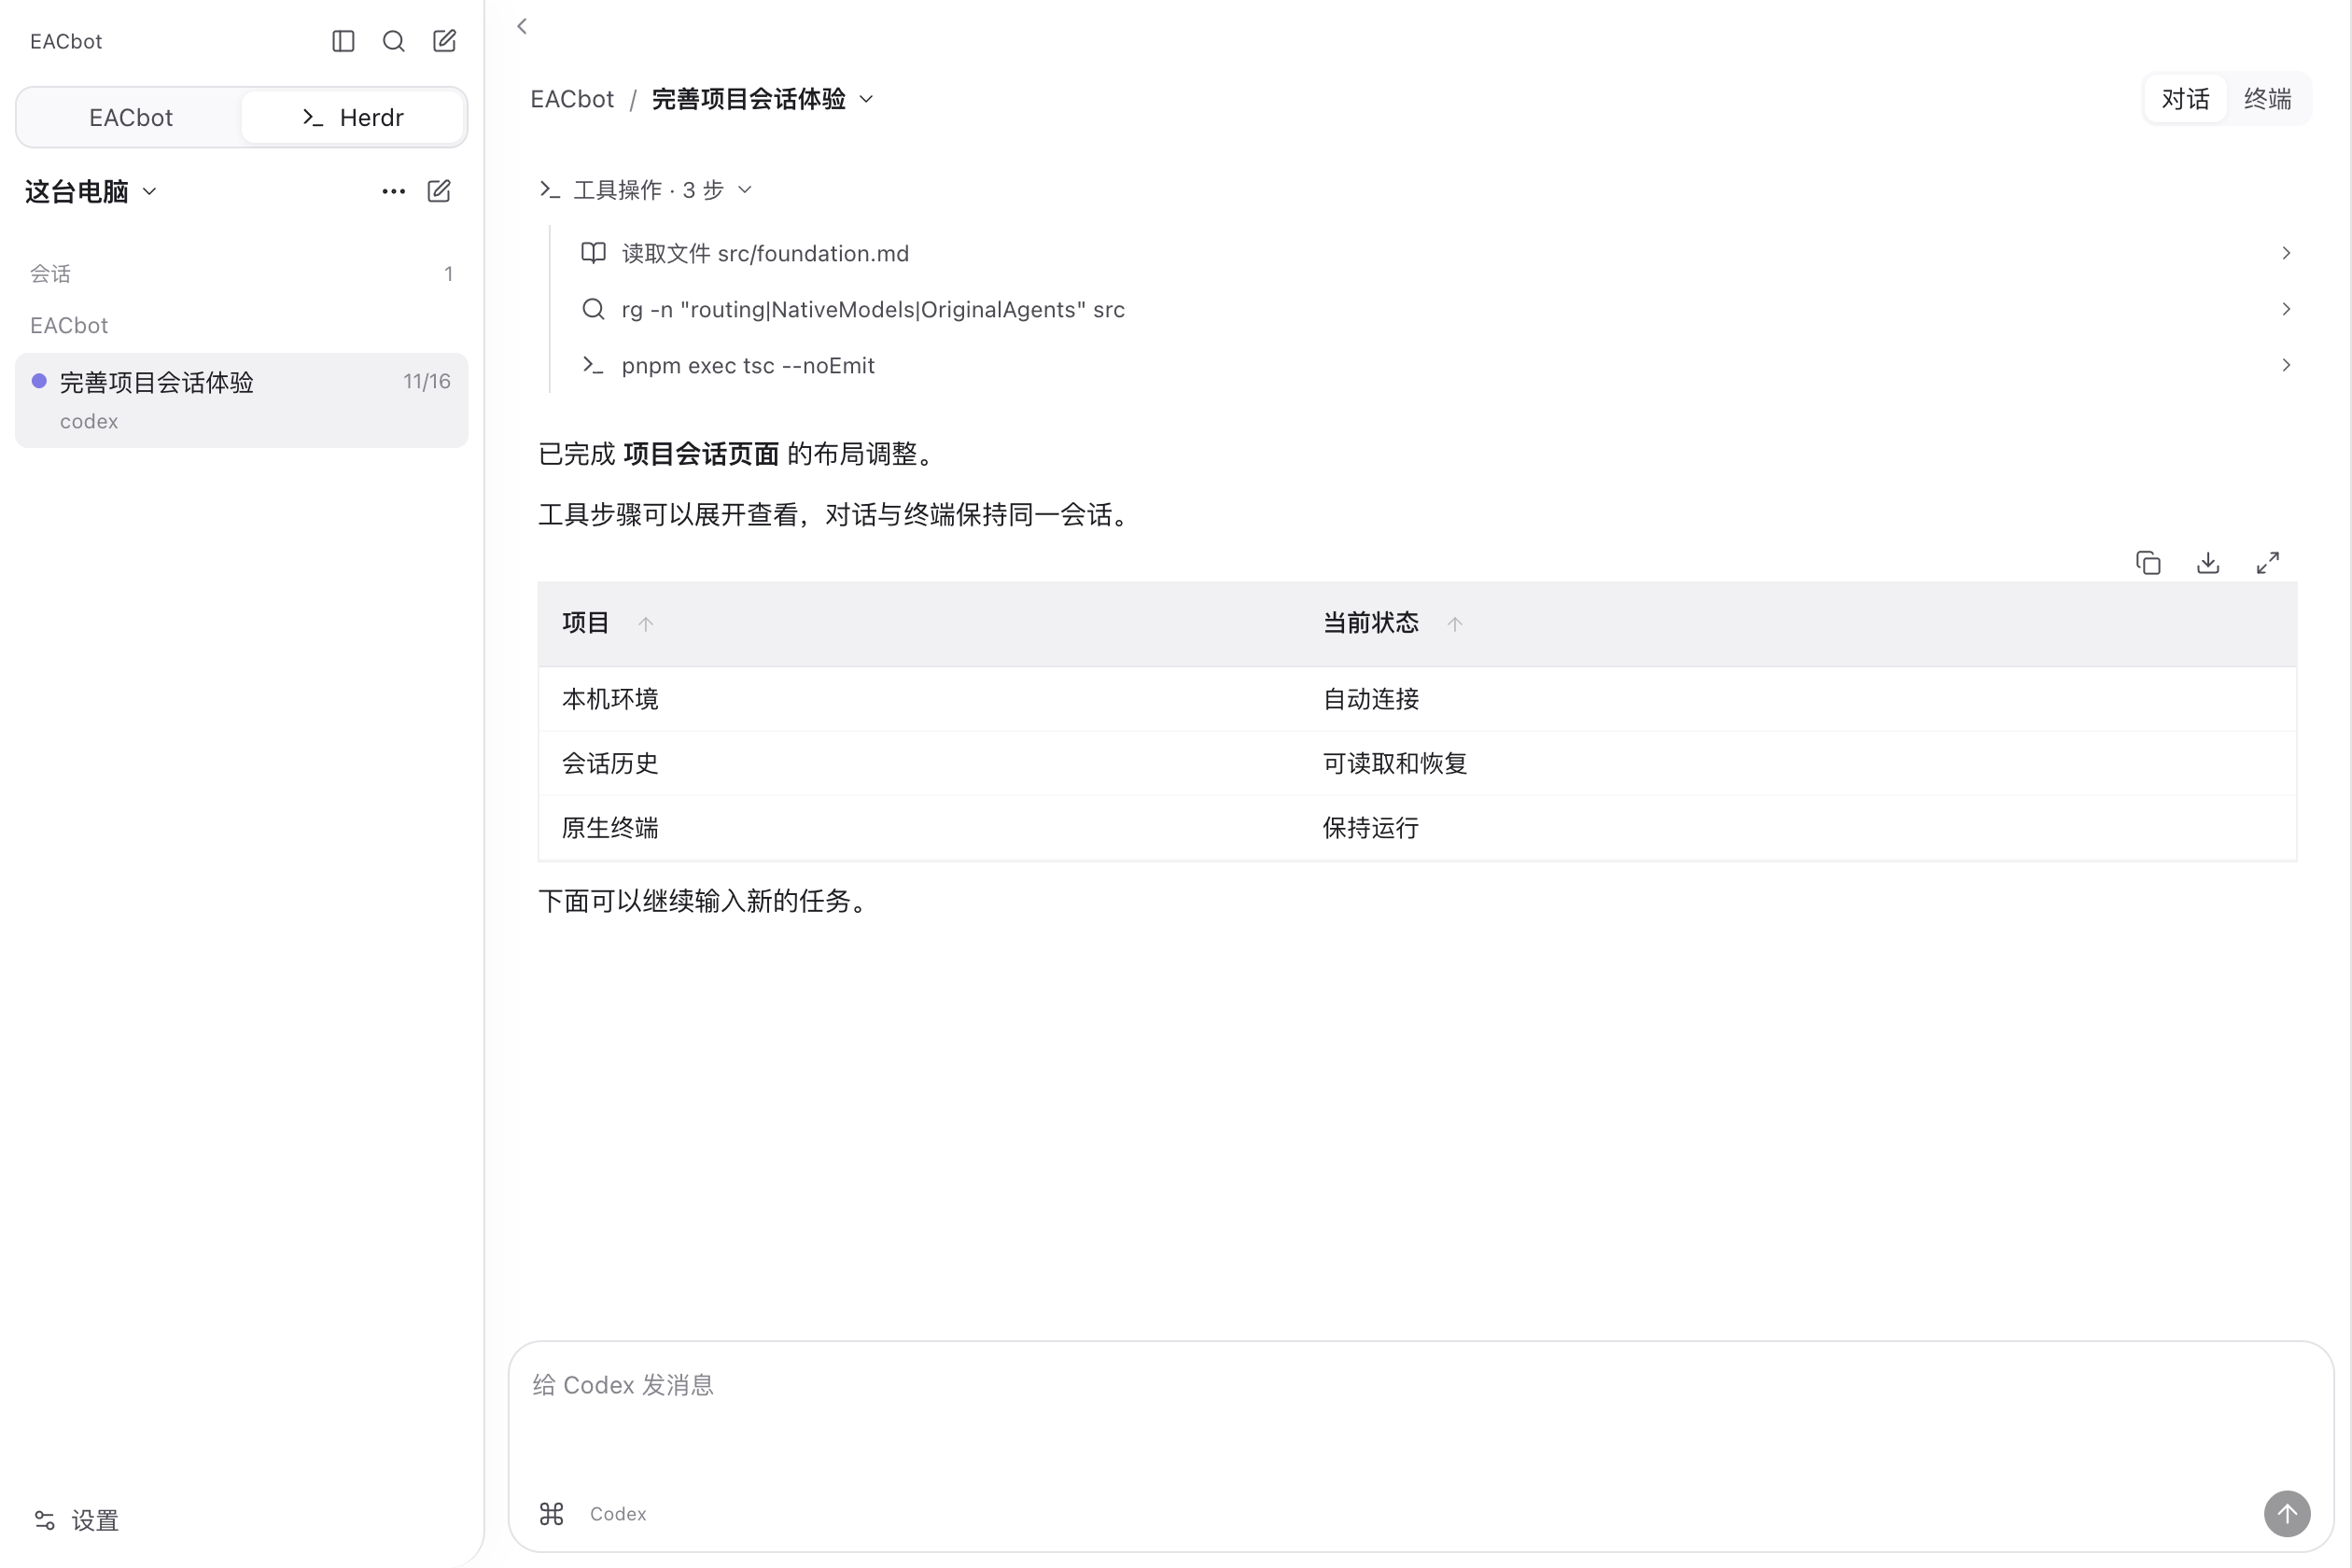 EACbot
EACbot
Herdr
这台电脑
会话 1
EACbot
完善项目会话体验 11/16
codex
设置
EACbot / 完善项目会话体验
对话 终端
工具操作 · 3 步
读取文件 src/foundation.md
rg -n "routing|NativeModels|OriginalAgents" src
pnpm exec tsc --noEmit
已完成 项目会话页面 的布局调整。
工具步骤可以展开查看，对话与终端保持同一会话。
项目 当前状态
本机环境 自动连接
会话历史 可读取和恢复
原生终端 保持运行
下面可以继续输入新的任务。
给 Codex 发消息
Codex